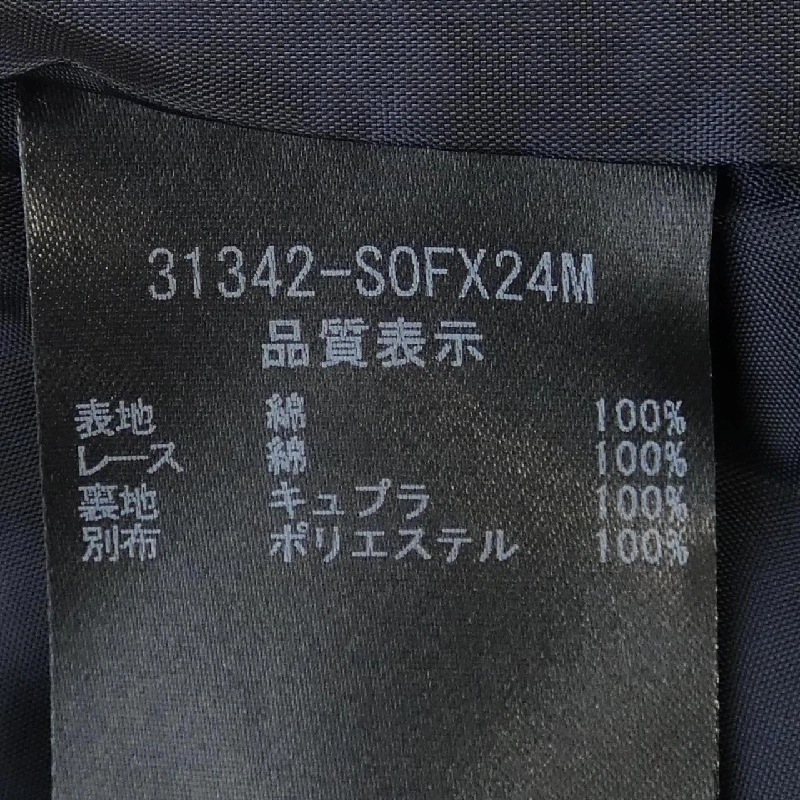 31342-SOFX24M
品質表示
表地 綿 100%
レース 綿 100%
裏地 キュプラ 100%
別布 ポリエステル 100%